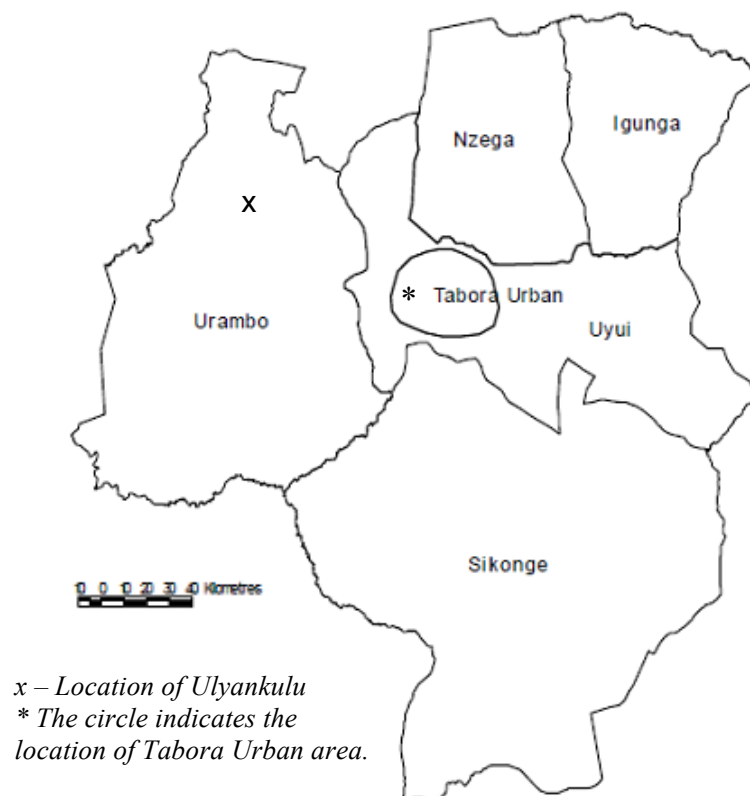 Igunga
Nzega
x
* Tabora Urban
Urambo
Uyui
Sikonge
10 0 10 20 30 40 Kilometres
x – Location of Ulyankulu
* The circle indicates the
location of Tabora Urban area.